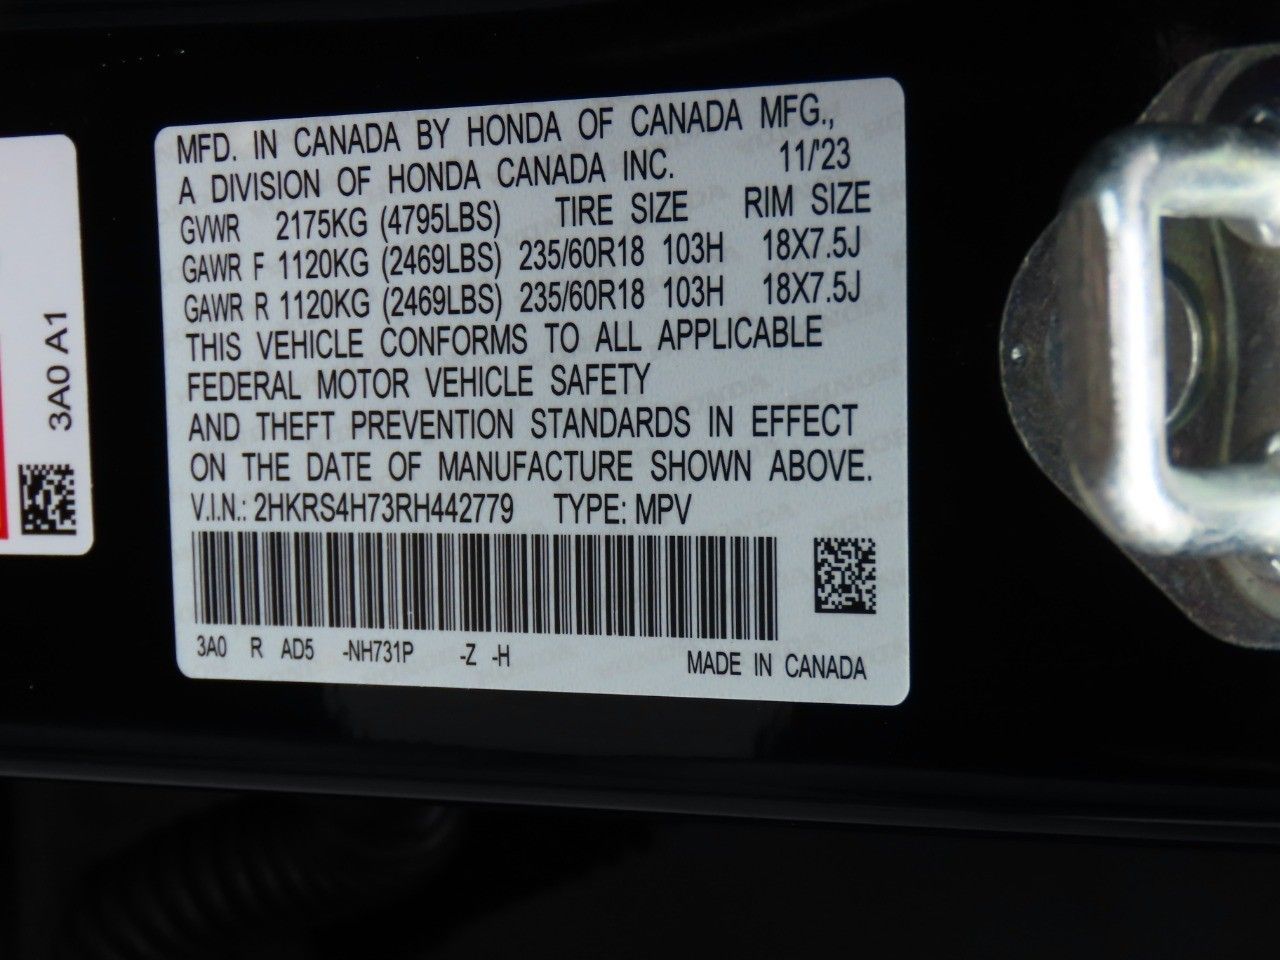 MFD. IN CANADA BY HONDA OF CANADA MFG.,
A DIVISION OF HONDA CANADA INC. 11/'23
GVWR 2175KG (4795LBS) TIRE SIZE RIM SIZE
GAWR F 1120KG (2469LBS) 235/60R18 103H 18X7.5J
GAWR R 1120KG (2469LBS) 235/60R18 103H 18X7.5J
THIS VEHICLE CONFORMS TO ALL APPLICABLE
FEDERAL MOTOR VEHICLE SAFETY
AND THEFT PREVENTION STANDARDS IN EFFECT
ON THE DATE OF MANUFACTURE SHOWN ABOVE.
V.I.N.: 2HKRS4H73RH442779 TYPE: MPV
3A0 R AD5 -NH731P -Z -H
MADE IN CANADA
3A0 A1